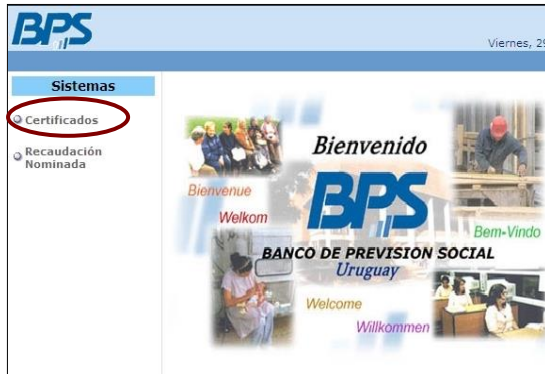 BPS
Viernes, 29
Sistemas
Certificados
Recaudación
Nominada
Bienvenido
Bienvenue
BPS
Welkom
Bem-Vindo
BANCO DE PREVISION SOCIAL
Uruguay
Welcome
Willkommen